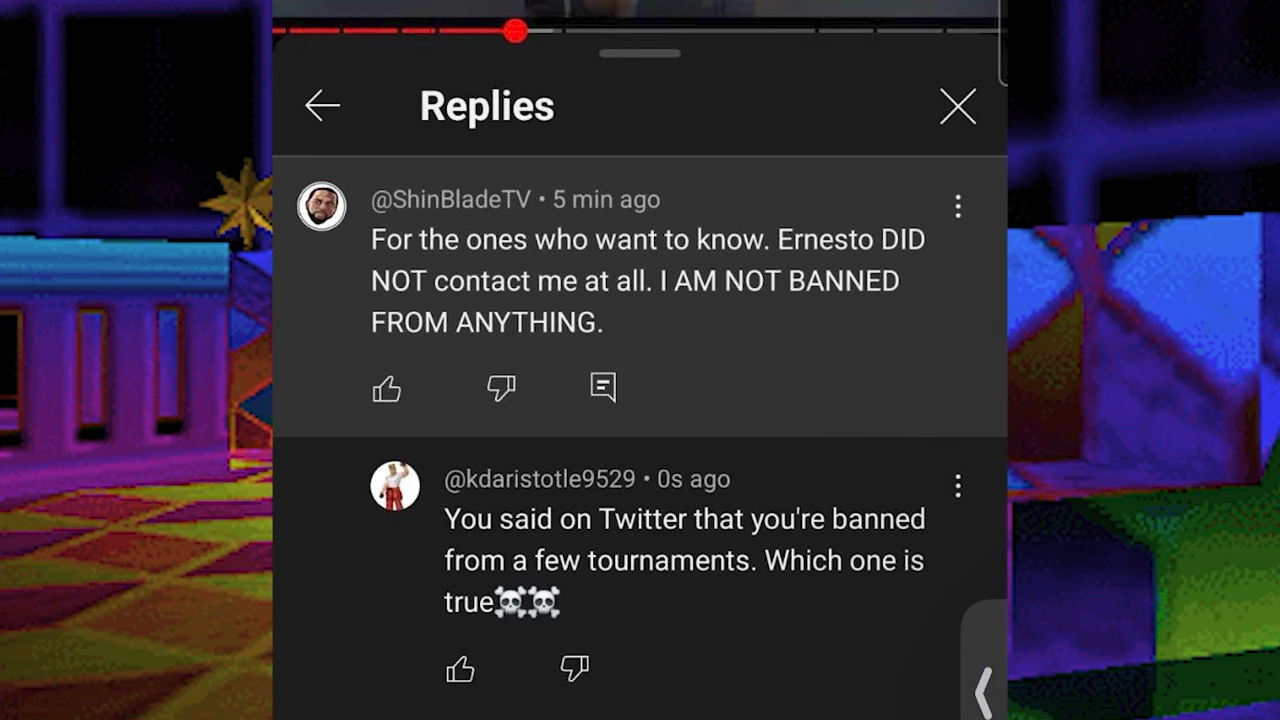 Replies
@ShinBladeTV • 5 min ago
For the ones who want to know. Ernesto DID
NOT contact me at all. I AM NOT BANNED
FROM ANYTHING.
@kdaristotle9529 • 0s ago
You said on Twitter that you're banned
from a few tournaments. Which one is
true☠️☠️